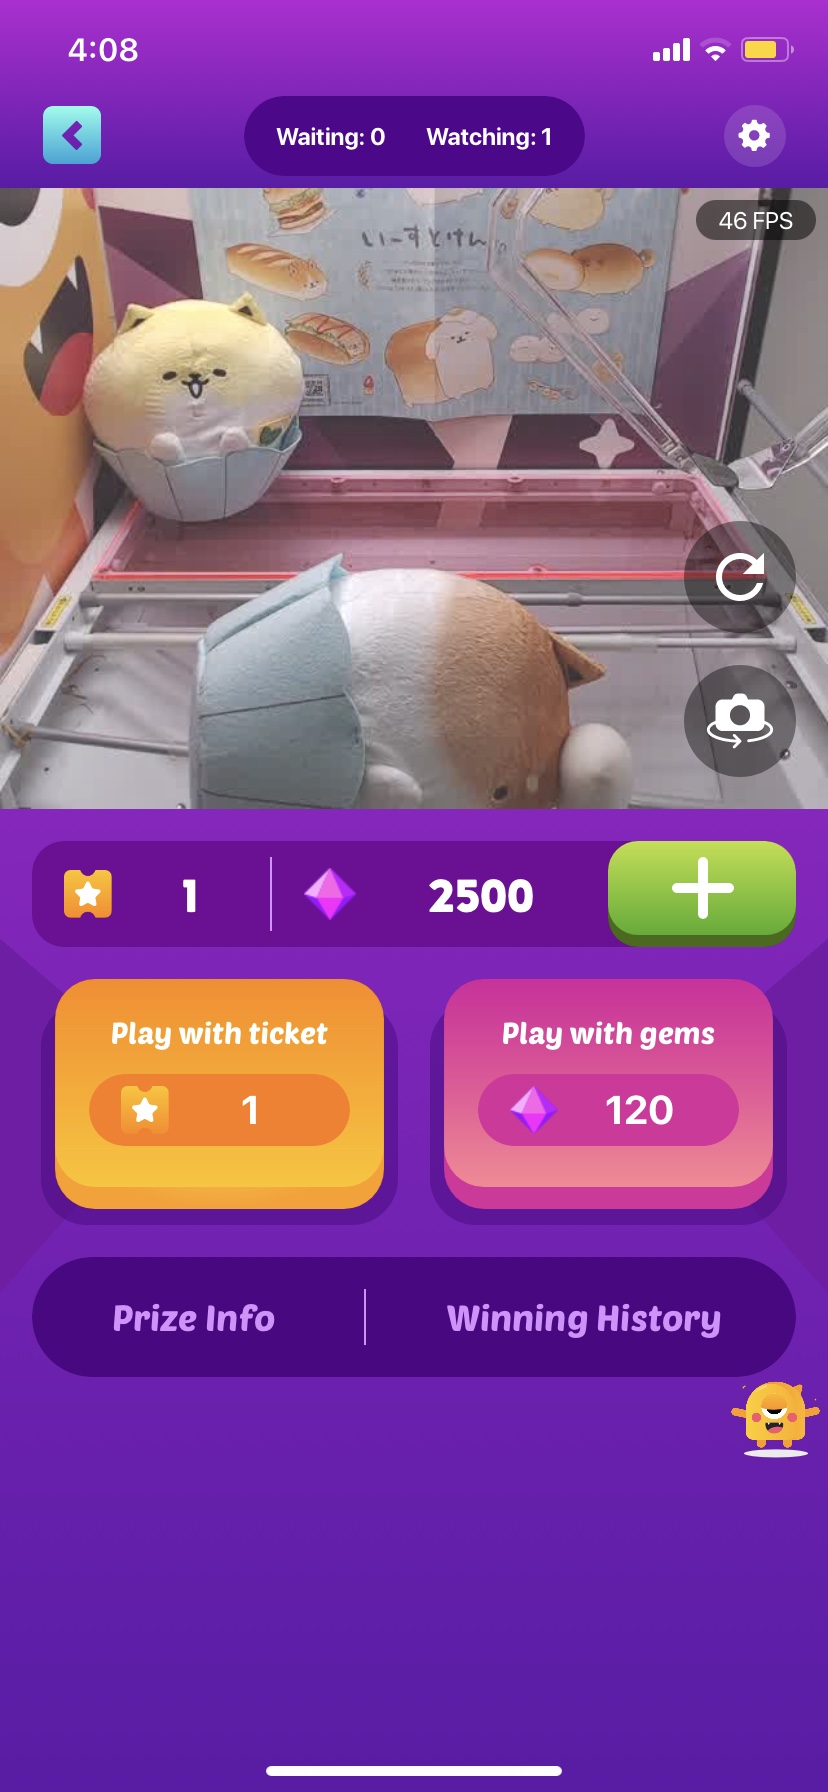 4:08
Waiting: 0 Watching: 1
46 FPS
いーすとけん
1 2500
Play with ticket
1
Play with gems
120
Prize Info Winning History